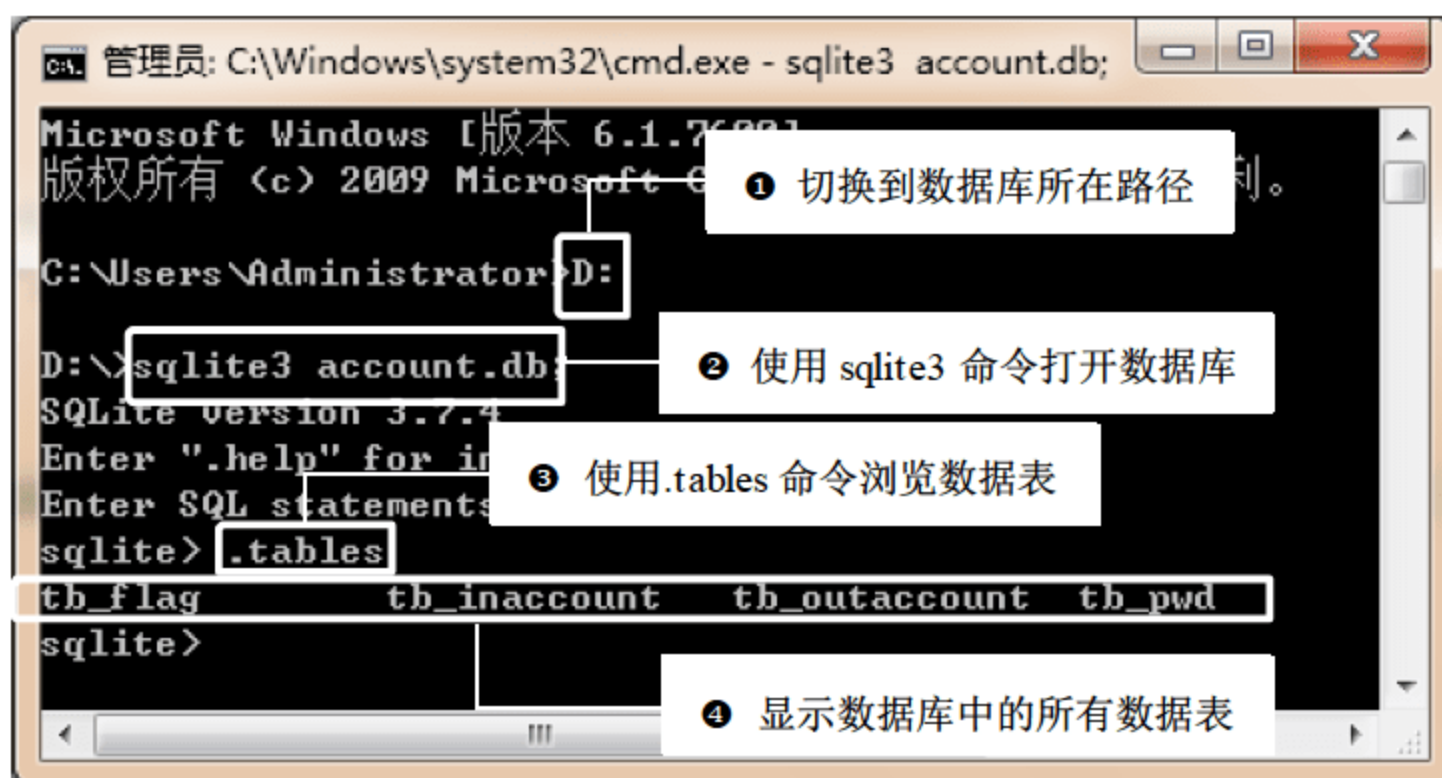 管理员: C:\Windows\system32\cmd.exe - sqlite3 account.db;
Microsoft Windows [版本 6.1.7600]
版权所有 (c) 2009 Microsoft
利。
❶ 切换到数据库所在路径
C:\Users\Administrator>D:
D:\>sqlite3 account.db;
❷ 使用 sqlite3 命令打开数据库
SQLite version 3.7.4
Enter ".help" for
❸ 使用.tables 命令浏览数据表
Enter SQL statements
sqlite> .tables
tb_flag tb_inaccount tb_outaccount tb_pwd
sqlite>
❹ 显示数据库中的所有数据表